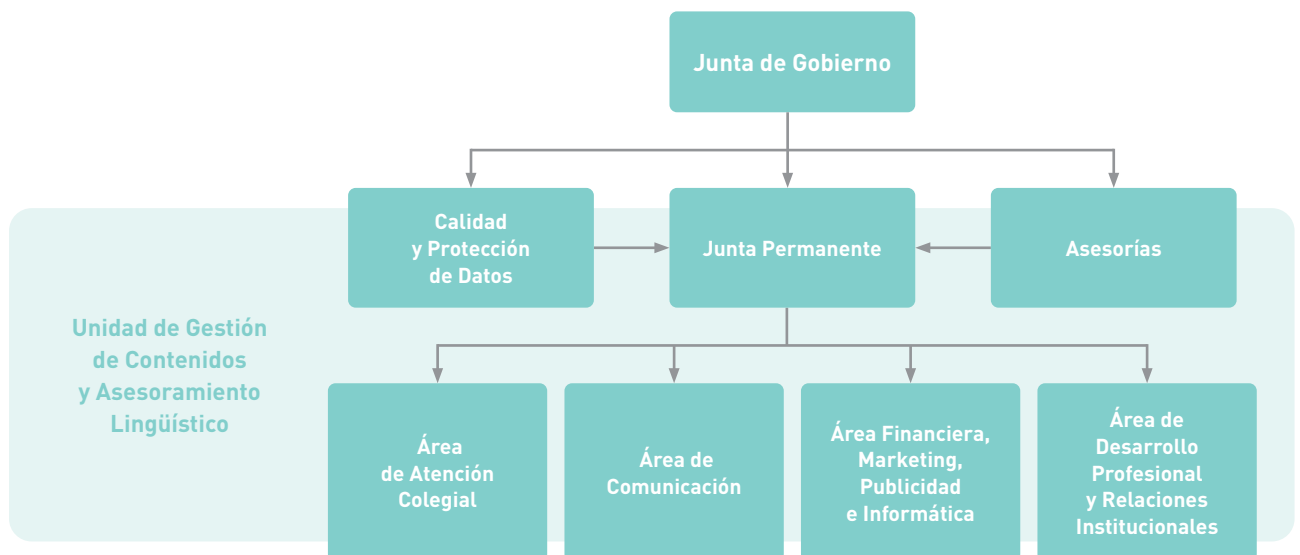 Junta de Gobierno
Calidad
y Protección
de Datos
Junta Permanente
Asesorías
Unidad de Gestión
de Contenidos
y Asesoramiento
Lingüístico
Área
de Atención
Colegial
Área de
Comunicación
Área Financiera,
Marketing,
Publicidad
e Informática
Área de
Desarrollo
Profesional
y Relaciones
Institucionales